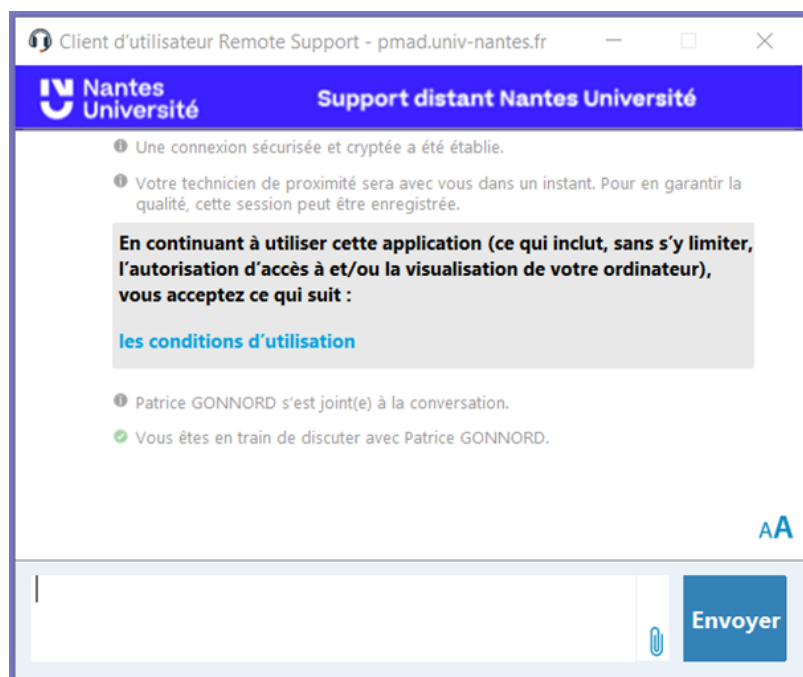 Client d'utilisateur Remote Support - pmad.univ-nantes.fr
Nantes
Université
Support distant Nantes Université
Une connexion sécurisée et cryptée a été établie.
Votre technicien de proximité sera avec vous dans un instant. Pour en garantir la
qualité, cette session peut être enregistrée.
En continuant à utiliser cette application (ce qui inclut, sans s'y limiter,
l'autorisation d'accès à et/ou la visualisation de votre ordinateur),
vous acceptez ce qui suit :
les conditions d'utilisation
Patrice GONNORD s'est joint(e) à la conversation.
Vous êtes en train de discuter avec Patrice GONNORD.
AA
Envoyer